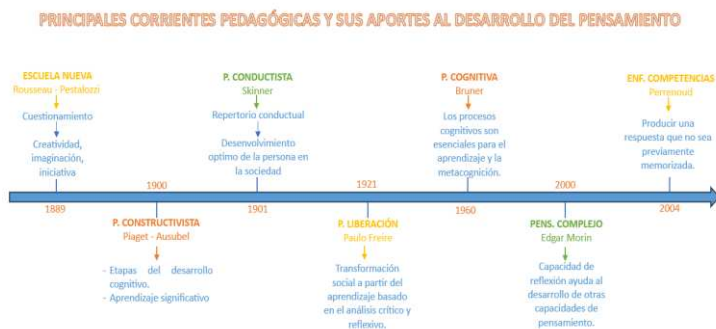 PRINCIPALES CORRIENTES PEDAGÓGICAS Y SUS APORTES AL DESARROLLO DEL PENSAMIENTO
ESCUELA NUEVA
Rousseau - Pestalozzi
Cuestionamiento
Creatividad,
imaginación,
iniciativa
P. CONDUCTISTA
Skinner
Repertorio conductual
Desenvolvimiento
optimo de la persona en
la sociedad
P. COGNITIVA
Bruner
Los procesos
cognitivos son
esenciales para el
aprendizaje y la
metacognición.
ENF. COMPETENCIAS
Perrenoud
Producir una
respuesta que no sea
previamente
memorizada.
1900
1921
2000
1889
1901
1960
2004
P. CONSTRUCTIVISTA
Piaget - Ausubel
- Etapas del desarrollo
cognitivo.
- Aprendizaje significativo
P. LIBERACIÓN
Paulo Freire
Transformación
social a partir del
aprendizaje basado
en el análisis crítico y
reflexivo.
PENS. COMPLEJO
Edgar Morin
Capacidad de
reflexión ayuda al
desarrollo de otras
capacidades de
pensamiento.